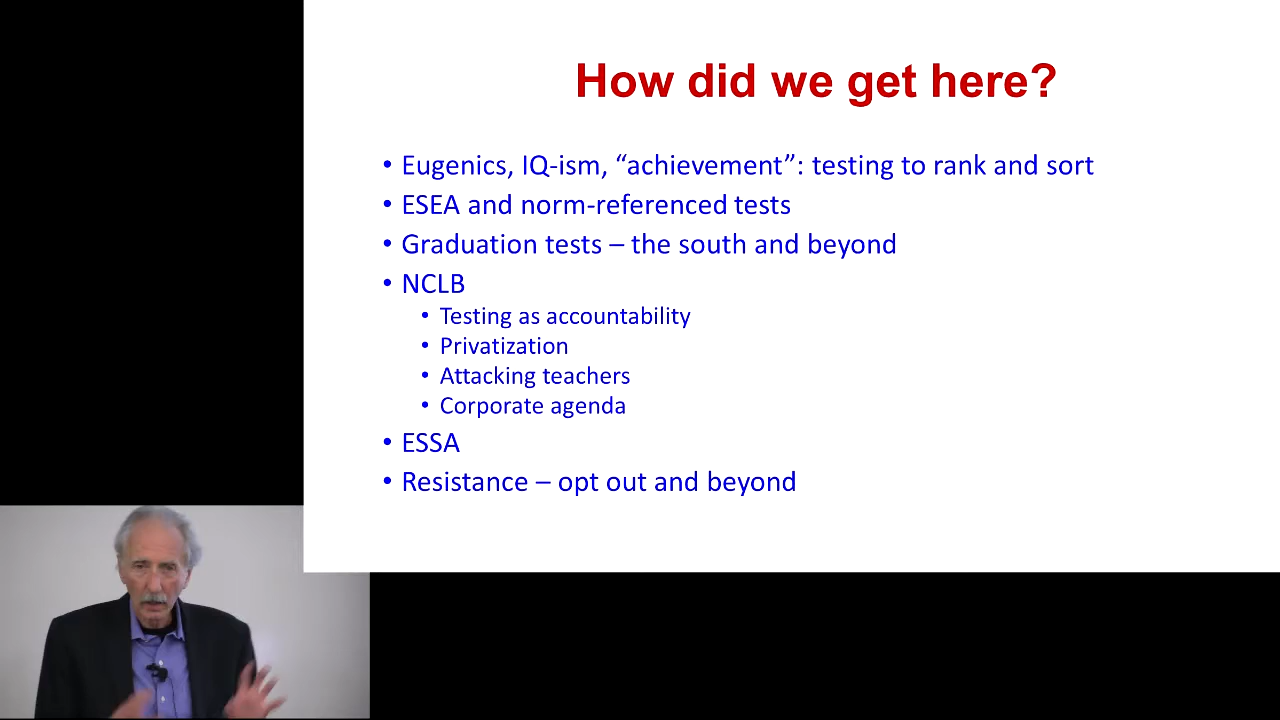 How did we get here?
• Eugenics, IQ-ism, “achievement”: testing to rank and sort
• ESEA and norm-referenced tests
• Graduation tests – the south and beyond
• NCLB
• Testing as accountability
• Privatization
• Attacking teachers
• Corporate agenda
• ESSA
• Resistance – opt out and beyond